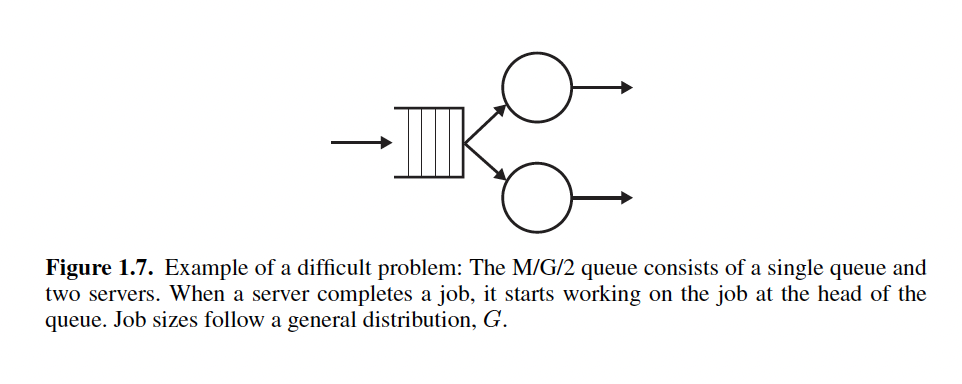 Figure 1.7. Example of a difficult problem: The M/G/2 queue consists of a single queue and
two servers. When a server completes a job, it starts working on the job at the head of the
queue. Job sizes follow a general distribution, G.